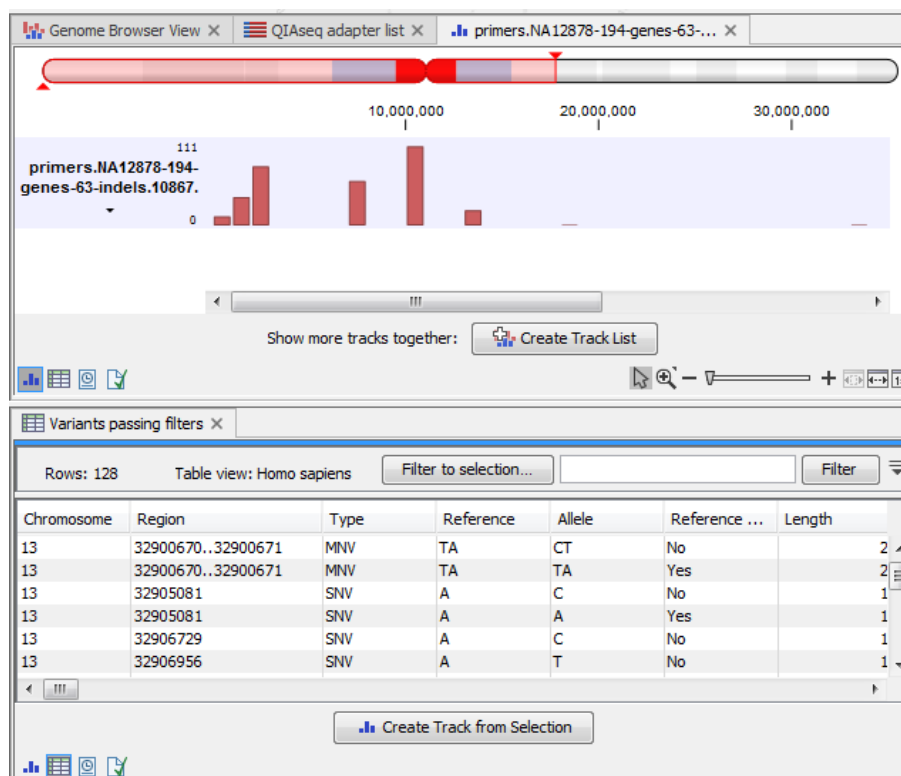 Genome Browser View QIAseq adapter list primers.NA12878-194-genes-63-...
10,000,000 20,000,000 30,000,000
111
primers.NA12878-194-
genes-63-indels.10867.
0
Show more tracks together: Create Track List
Variants passing filters
Rows: 128 Table view: Homo sapiens Filter to selection... Filter
Chromosome Region Type Reference Allele Reference ... Length
13 32900670..32900671 MNV TA CT No 2
13 32900670..32900671 MNV TA TA Yes 2
13 32905081 SNV A C No 1
13 32905081 SNV A A Yes 1
13 32906729 SNV A C No 1
13 32906956 SNV A T No 1
Create Track from Selection